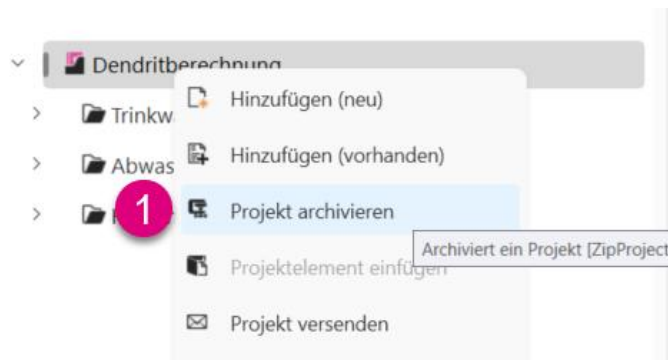 Dendritberechnung
Hinzufügen (neu)
Trinkw
Hinzufügen (vorhanden)
Abwas
1
Projekt archivieren
Archiviert ein Projekt [ZipProject
Projektelement einfügen
Projekt versenden